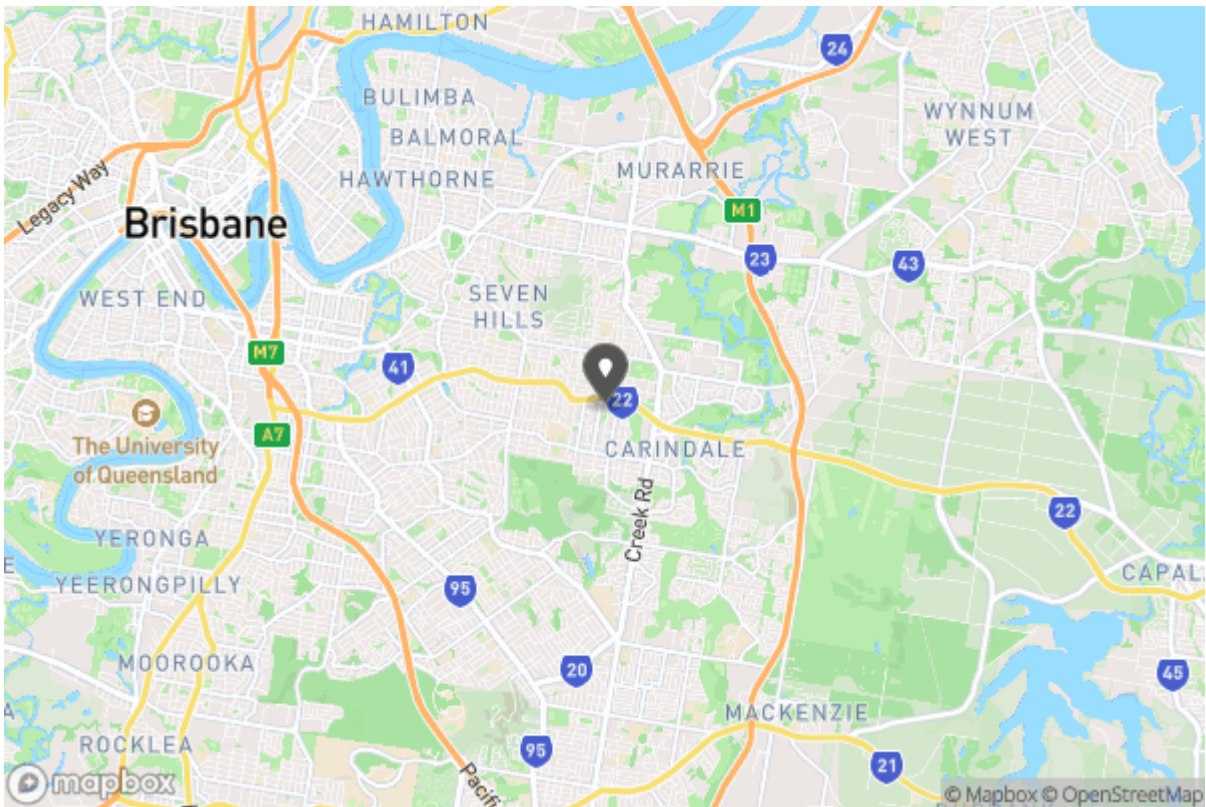 HAMILTON
24
BULIMBA
BALMORAL
WYNNUM
WEST
Legacy Way
HAWTHORNE
MURARRIE
Brisbane
M1
23
43
WEST END
SEVEN
HILLS
M7
41
22
The University
of Queensland
A7
CARINDALE
Creek Rd
22
YERONGA
E
CAPAL
YEERONGPILLY
95
MOOROOKA
20
45
A
MACKENZIE
ROCKLEA
95
21
Pacifi
mapbox
© Mapbox © OpenStreetMap